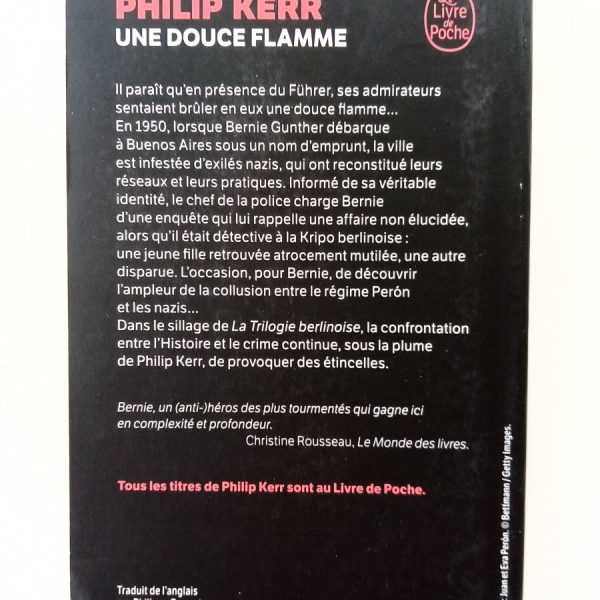 PHILIP KERR
UNE DOUCE FLAMME
Le
Livre
de
Poche
Il paraît qu'en présence du Führer, ses admirateurs
sentaient brûler en eux une douce flamme...
En 1950, lorsque Bernie Gunther débarque
à Buenos Aires sous un nom d'emprunt, la ville
est infestée d'exilés nazis, qui ont reconstitué leurs
réseaux et leurs pratiques. Informé de sa véritable
identité, le chef de la police charge Bernie
d'une enquête qui lui rappelle une affaire non élucidée,
alors qu'il était détective à la Kripo berlinoise :
une jeune fille retrouvée atrocement mutilée, une autre
disparue. L'occasion, pour Bernie, de découvrir
l'ampleur de la collusion entre le régime Perón
et les nazis...
Dans le sillage de La Trilogie berlinoise, la confrontation
entre l'Histoire et le crime continue, sous la plume
de Philip Kerr, de provoquer des étincelles.
Bernie, un (anti-)héros des plus tourmentés qui gagne ici
en complexité et profondeur.
Christine Rousseau, Le Monde des livres.
Tous les titres de Philip Kerr sont au Livre de Poche.
Traduit de l'anglais
: Juan et Eva Perón. © Bettmann / Getty Images.